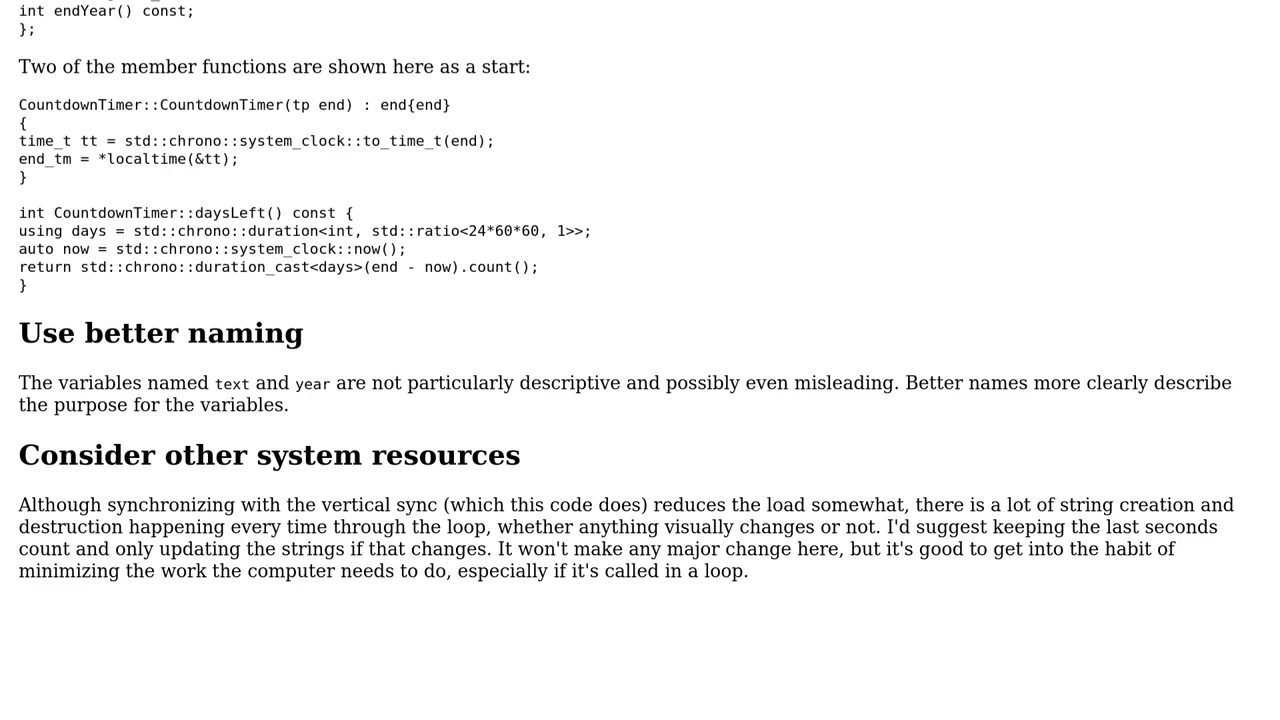 int endYear() const;
};
Two of the member functions are shown here as a start:
CountdownTimer::CountdownTimer(tp end) : end{end}
{
time_t tt = std::chrono::system_clock::to_time_t(end);
end_tm = *localtime(&tt);
}
int CountdownTimer::daysLeft() const {
using days = std::chrono::duration<int, std::ratio<24*60*60, 1>>;
auto now = std::chrono::system_clock::now();
return std::chrono::duration_cast<days>(end - now).count();
}
Use better naming
The variables named text and year are not particularly descriptive and possibly even misleading. Better names more clearly describe
the purpose for the variables.
Consider other system resources
Although synchronizing with the vertical sync (which this code does) reduces the load somewhat, there is a lot of string creation and
destruction happening every time through the loop, whether anything visually changes or not. I'd suggest keeping the last seconds
count and only updating the strings if that changes. It won't make any major change here, but it's good to get into the habit of
minimizing the work the computer needs to do, especially if it's called in a loop.